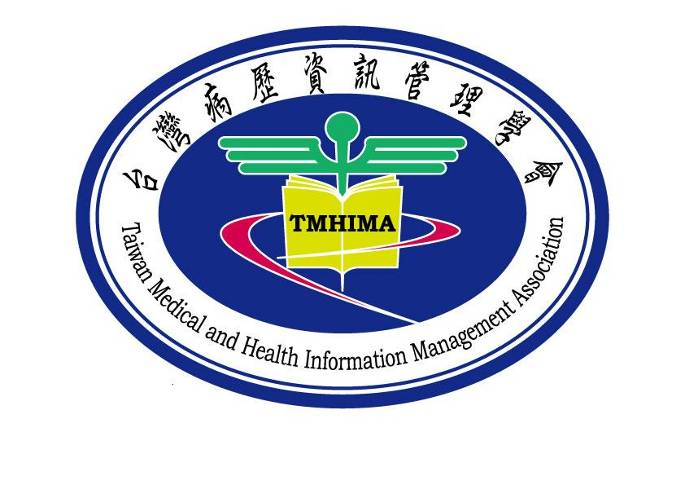 台灣病歷資訊管理學會
TMHIMA
Taiwan Medical and Health Information Management Association